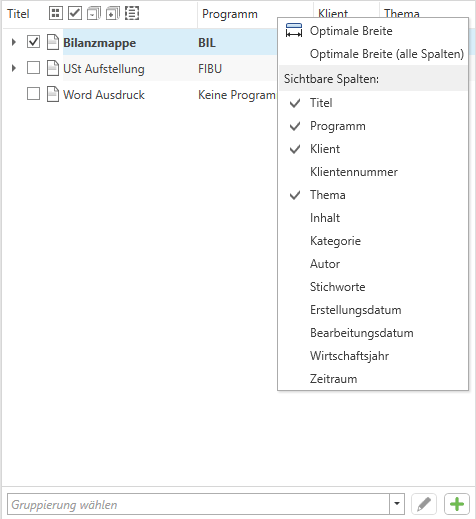 Titel Programm Klient Thema
Bilanzmappe BIL
USt Aufstellung FIBU
Word Ausdruck Keine Program
Optimale Breite
Optimale Breite (alle Spalten)
Sichtbare Spalten:
Titel
Programm
Klient
Klientennummer
Thema
Inhalt
Kategorie
Autor
Stichworte
Erstellungsdatum
Bearbeitungsdatum
Wirtschaftsjahr
Zeitraum
Gruppierung wählen